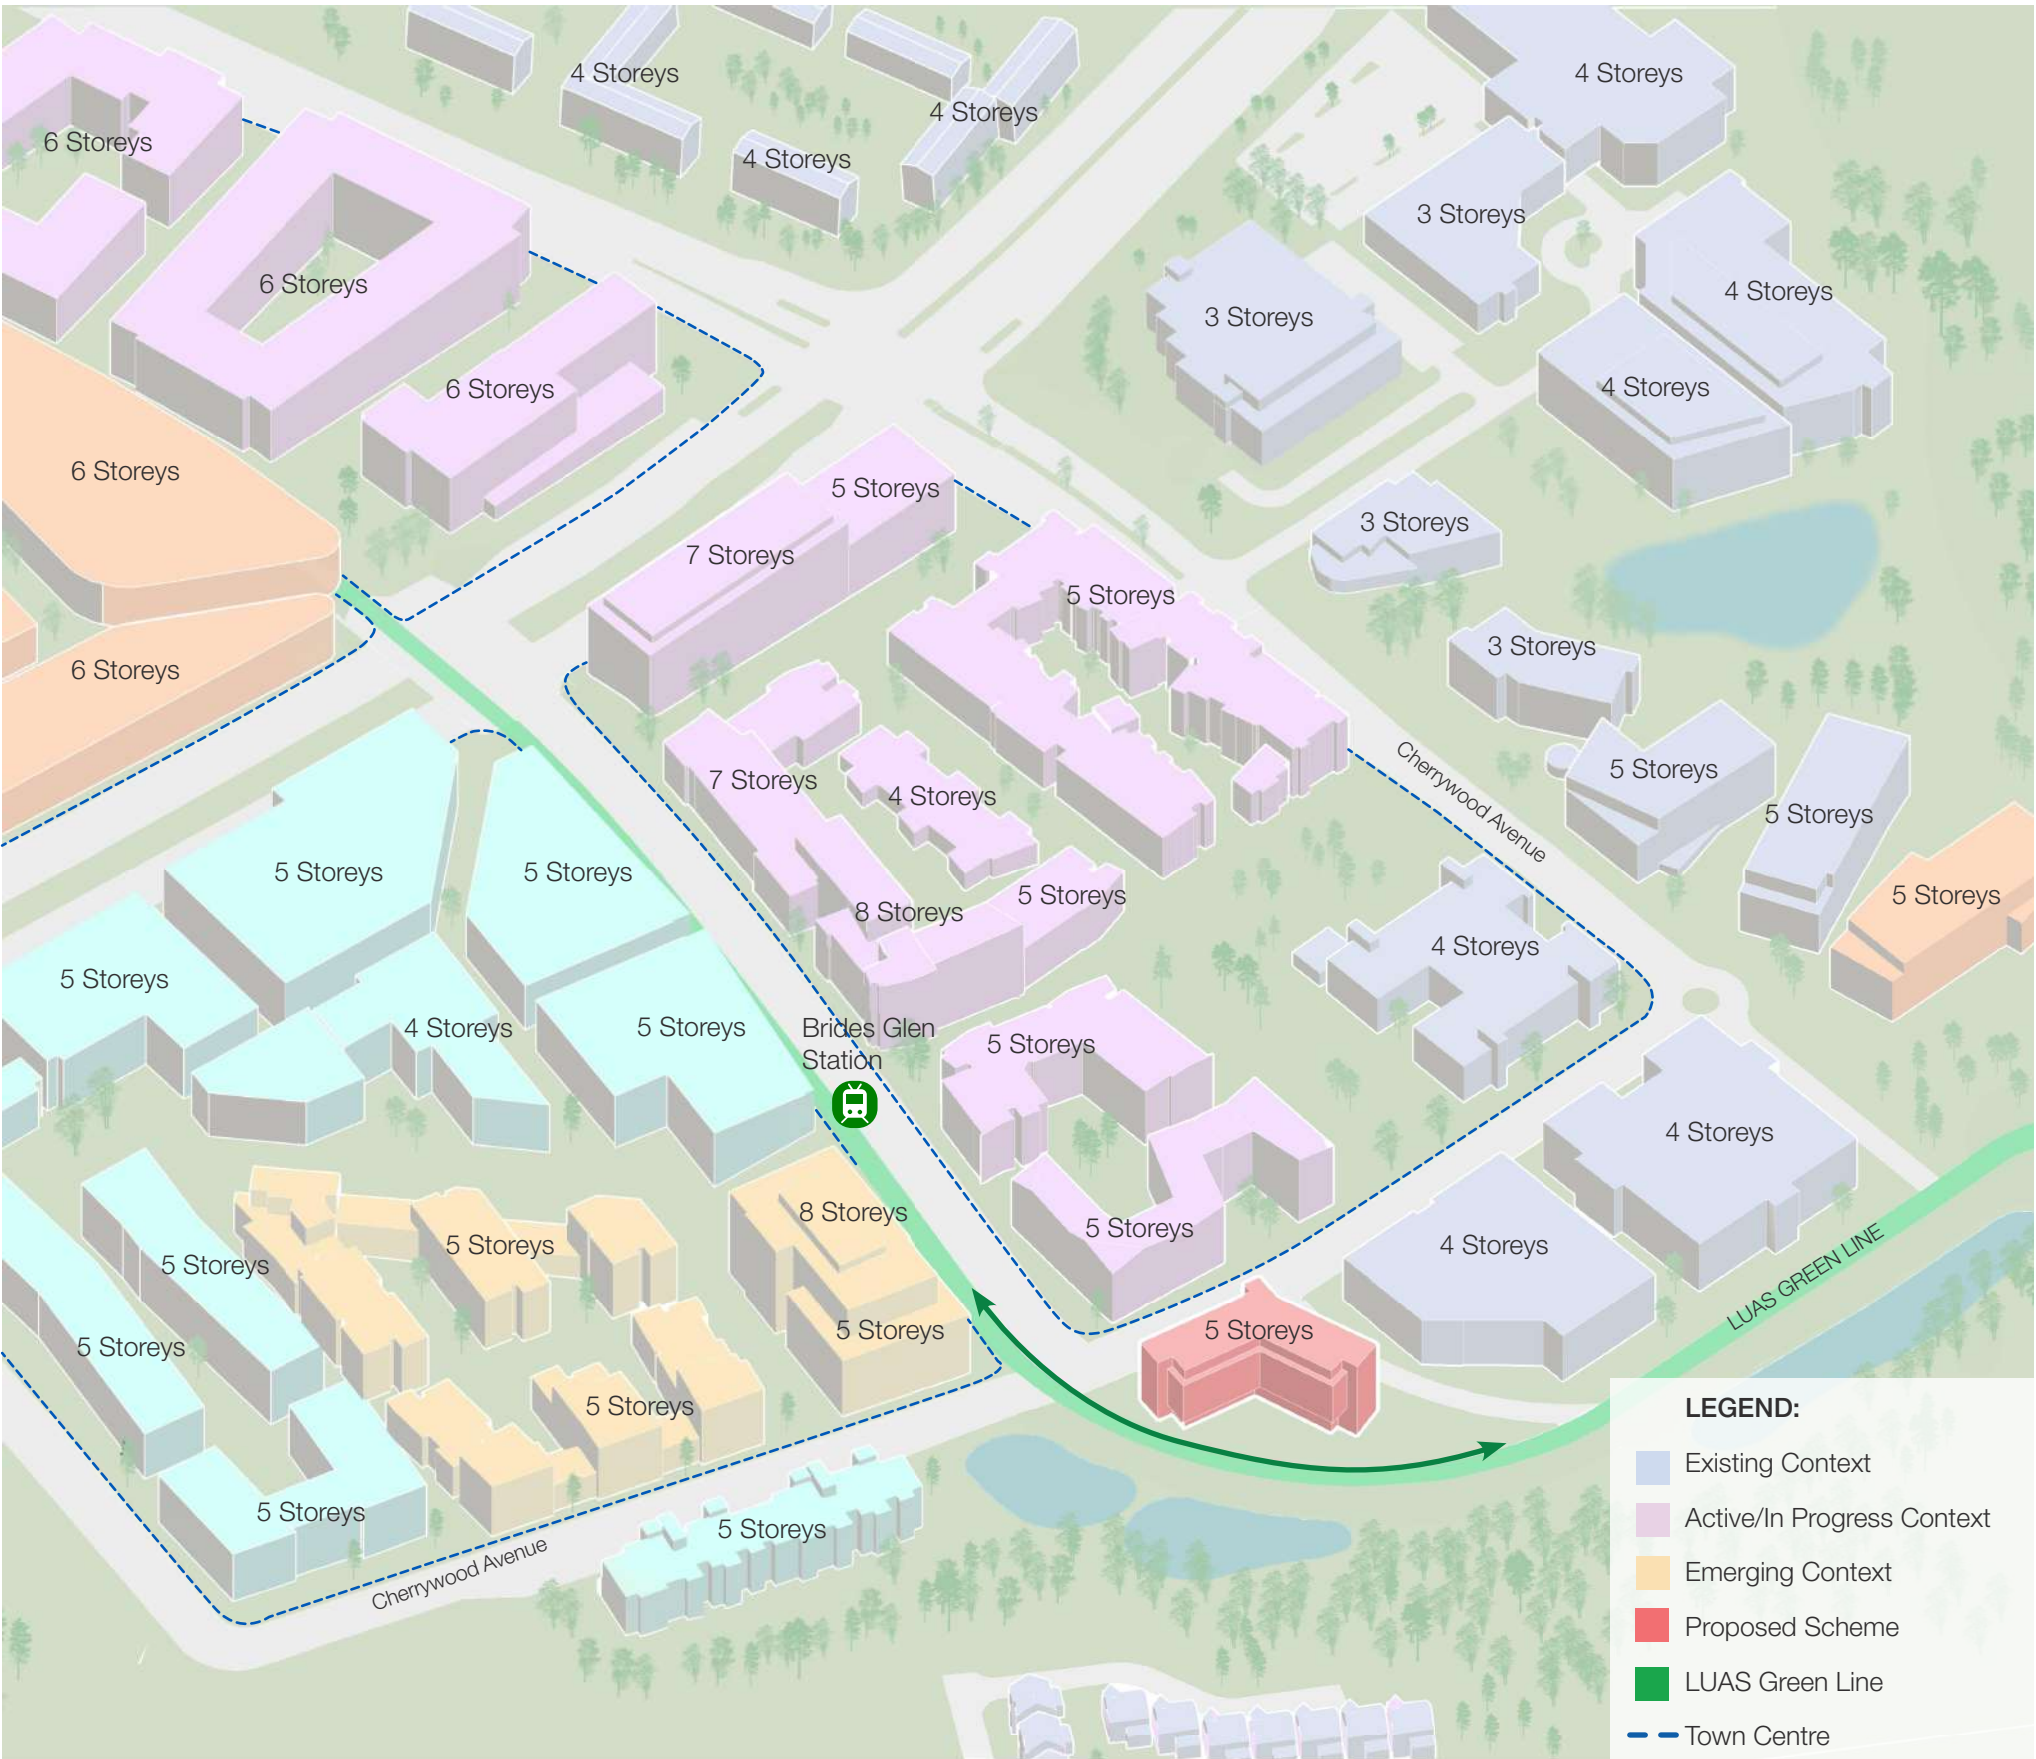 4 Storeys
4 Storeys
4 Storeys
4 Storeys
6 Storeys
3 Storeys
6 Storeys
4 Storeys
3 Storeys
6 Storeys
4 Storeys
6 Storeys
5 Storeys
3 Storeys
7 Storeys
5 Storeys
3 Storeys
6 Storeys
Cherrywood Avenue
5 Storeys
7 Storeys
4 Storeys
5 Storeys
5 Storeys
5 Storeys
5 Storeys
5 Storeys
8 Storeys
4 Storeys
5 Storeys
4 Storeys
5 Storeys
Brides Glen
Station
5 Storeys
4 Storeys
8 Storeys
5 Storeys
5 Storeys
4 Storeys
5 Storeys
LUAS GREEN LINE
5 Storeys
5 Storeys
5 Storeys
5 Storeys
5 Storeys
5 Storeys
Cherrywood Avenue
LEGEND:
Existing Context
Active/In Progress Context
Emerging Context
Proposed Scheme
LUAS Green Line
Town Centre